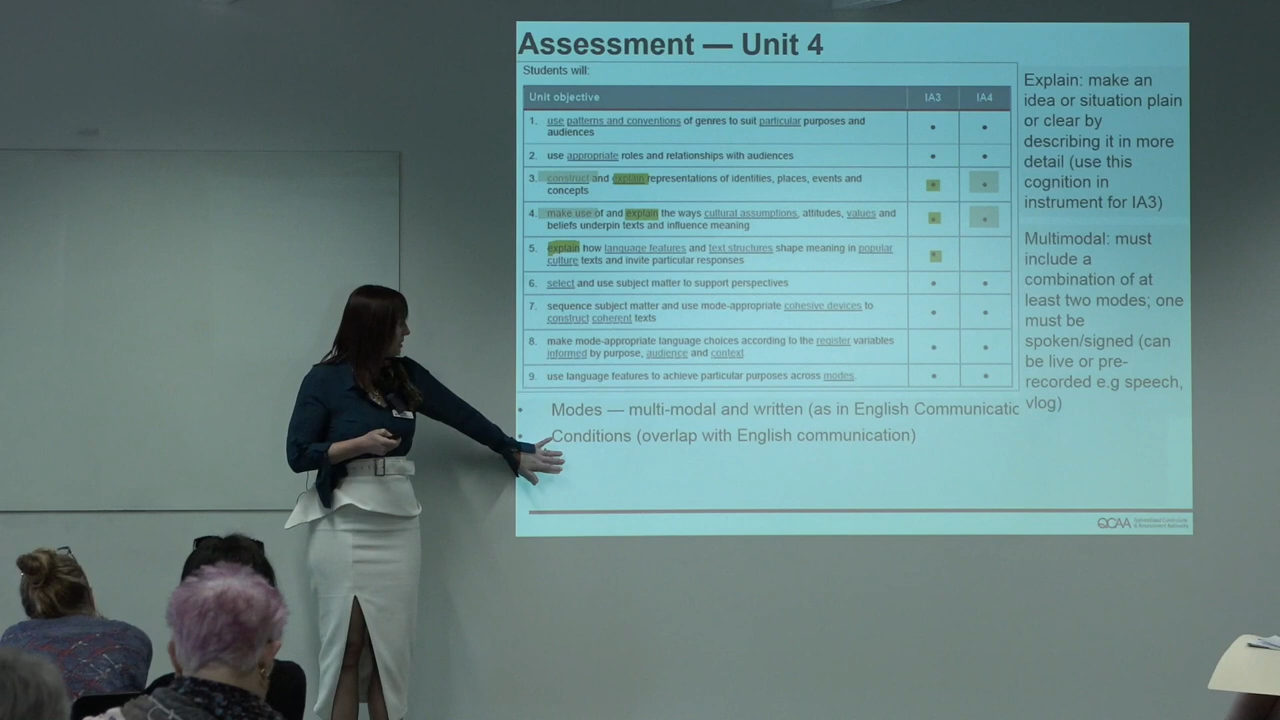 Assessment — Unit 4
Students will:
Unit objective IA3 IA4
1. use patterns and conventions of genres to suit particular purposes and
audiences • •
2. use appropriate roles and relationships with audiences • •
3. construct and explain representations of identities, places, events and
concepts • •
4. make use of and explain the ways cultural assumptions, attitudes, values and
beliefs underpin texts and influence meaning • •
5. explain how language features and text structures shape meaning in popular
culture texts and invite particular responses •
6. select and use subject matter to support perspectives • •
7. sequence subject matter and use mode-appropriate cohesive devices to
construct coherent texts • •
8. make mode-appropriate language choices according to the register variables
informed by purpose, audience and context • •
9. use language features to achieve particular purposes across modes. • •
• Modes — multi-modal and written (as in English Communicatic
• Conditions (overlap with English communication)
Explain: make an
idea or situation plain
or clear by
describing it in more
detail (use this
cognition in
instrument for IA3)
Multimodal: must
include a
combination of at
least two modes; one
must be
spoken/signed (can
be live or pre-
recorded e.g speech,
vlog)
QCAA